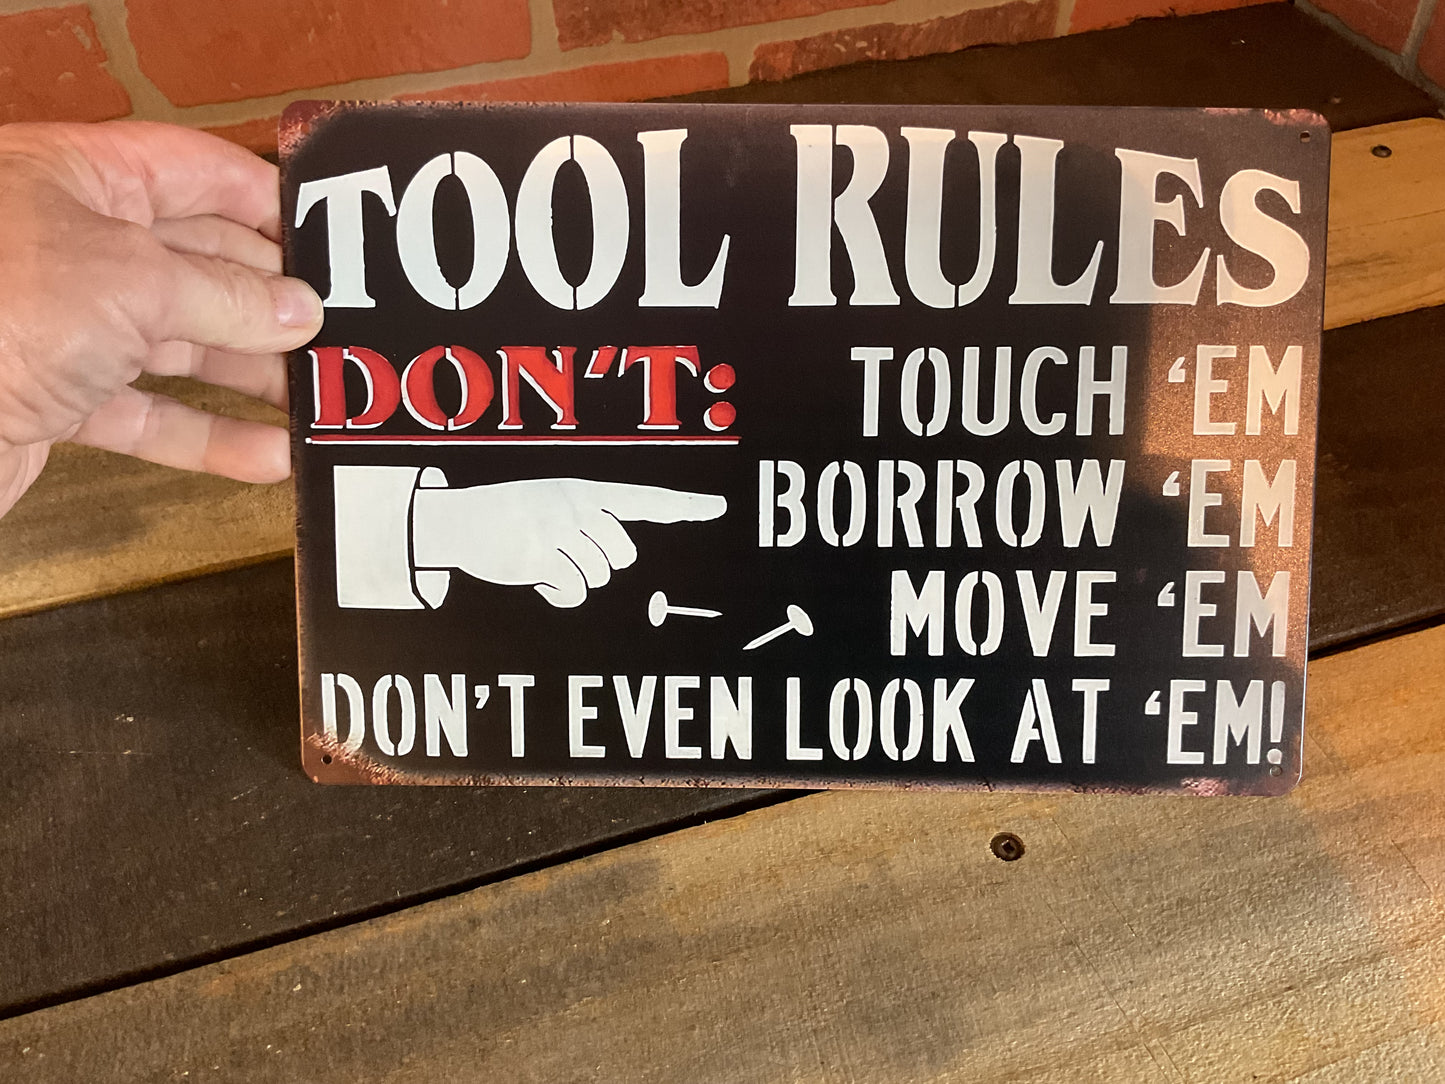 TOOL RULES
DON'T:
TOUCH 'EM
BORROW 'EM
MOVE 'EM
DON'T EVEN LOOK AT 'EM!